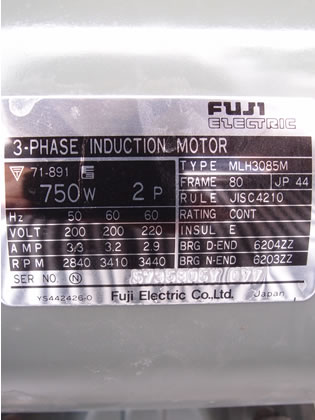 FUJI
ELECTRIC
3-PHASE INDUCTION MOTOR
71-891
750W 2P
Hz 50 60 60
VOLT 200 200 220
AMP 3.3 3.2 2.9
RPM 2840 3410 3440
SER NO. N
TYPE MLH3085M
FRAME 80 JP 44
RULE JISC4210
RATING CONT
INSUL E
BRG D-END 6204ZZ
BRG N-END 6203ZZ
YS442426-0 Fuji Electric Co.,Ltd. Japan